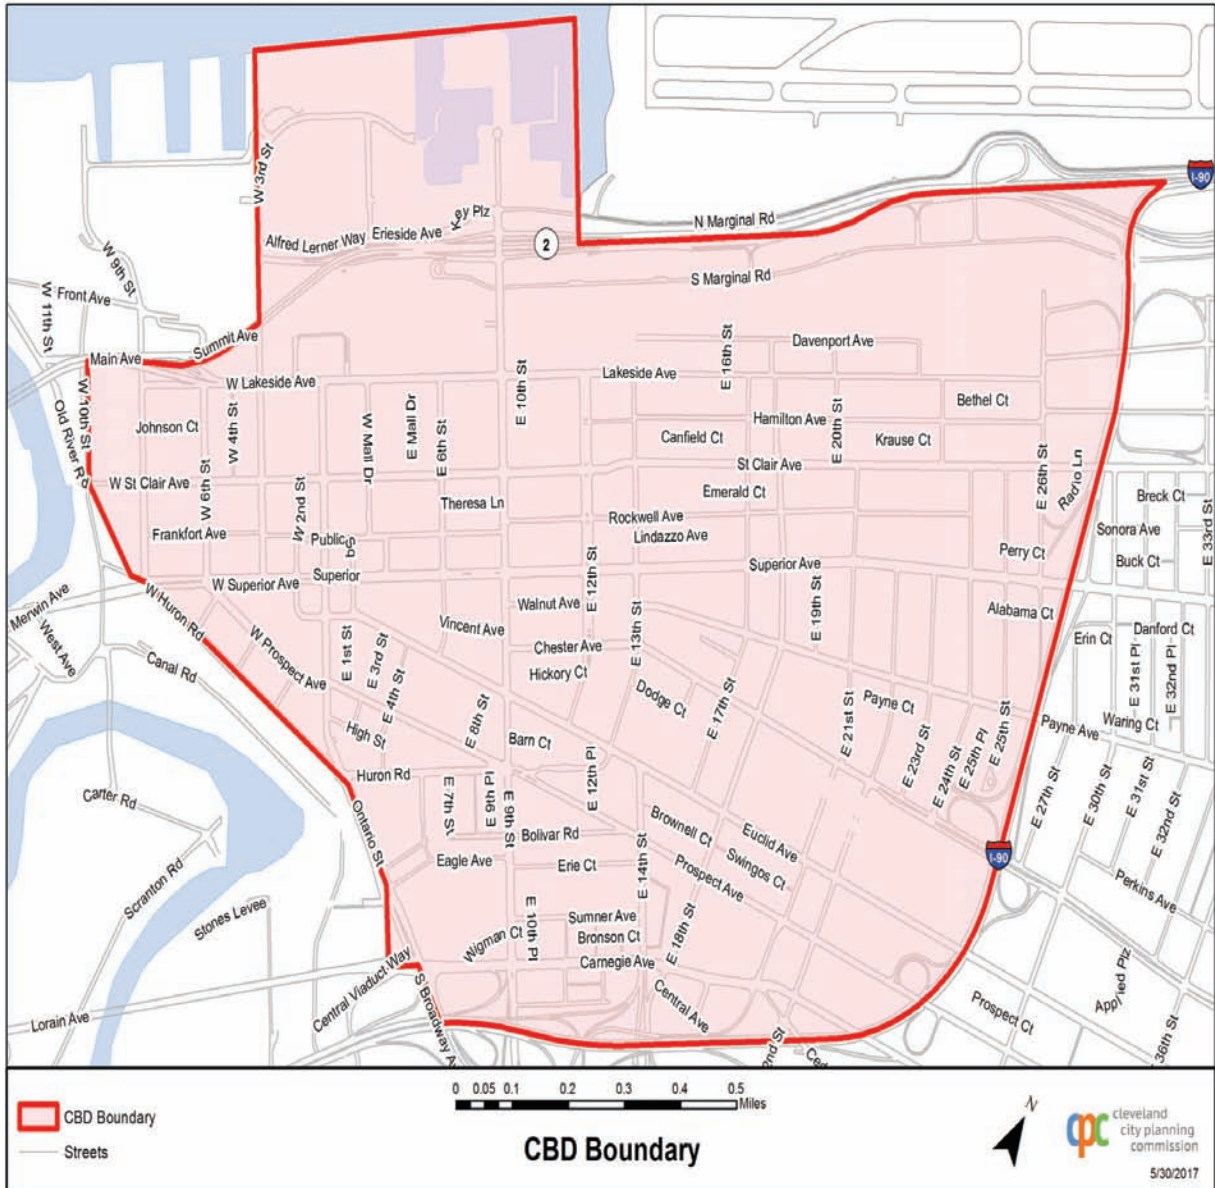 I-90
W 3rd St
Key Plz
N Marginal Rd
Alfred Lerner Way
Erieside Ave
2
S Marginal Rd
W 9th St
Front Ave
W 11th St
Summit Ave
Main Ave
E 16th St
Davenport Ave
W Lakeside Ave
E 10th St
Lakeside Ave
W 10th St
Old River Rd
Johnson Ct
W 4th St
W Mall Dr
E Mall Dr
E 6th St
Bethel Ct
Hamilton Ave
E 20th St
Canfield Ct
Krause Ct
St Clair Ave
W St Clair Ave
W 6th St
W 2nd St
Theresa Ln
Emerald Ct
E 26th St
Radio Ln
Breck Ct
E 33rd St
Rockwell Ave
Frankfort Ave
Public Sq
Lindazzo Ave
Sonora Ave
Perry Ct
Buck Ct
Superior
Superior Ave
W Superior Ave
E 12th St
E 19th St
Merwin Ave
W Huron Rd
Walnut Ave
Alabama Ct
Vincent Ave
E 13th St
Danford Ct
Erin Ct
West Ave
E 1st St
E 3rd St
Chester Ave
E 31st Pl
E 32nd Pl
Canal Rd
W Prospect Ave
Hickory Ct
E 4th St
Dodge Ct
E 17th St
E 21st St
Payne Ct
Payne Ave
Waring Ct
High St
E 8th St
Barn Ct
E 23rd St
E 24th St
E 25th Pl
E 25th St
Huron Rd
E 12th Pl
Carter Rd
E 7th St
E 9th Pl
E 9th St
E 27th St
E 30th St
E 31st St
E 32nd St
Ontario St
Bolivar Rd
Brownell Ct
Euclid Ave
Eagle Ave
Erie Ct
E 14th St
Swingos Ct
Prospect Ave
I-90
Perkins Ave
Scranton Rd
Stones Levee
E 10th Pl
Sumner Ave
Bronson Ct
E 18th St
Wigman Ct
Carnegie Ave
Central Viaduct Way
S Broadway Av
Central Ave
Prospect Ct
Applied Plz
Lorain Ave
2nd St
Ced
36th St
0 0.05 0.1 0.2 0.3 0.4 0.5
Miles
CBD Boundary
Streets
CBD Boundary
N
cpc
cleveland
city planning
commission
5/30/2017